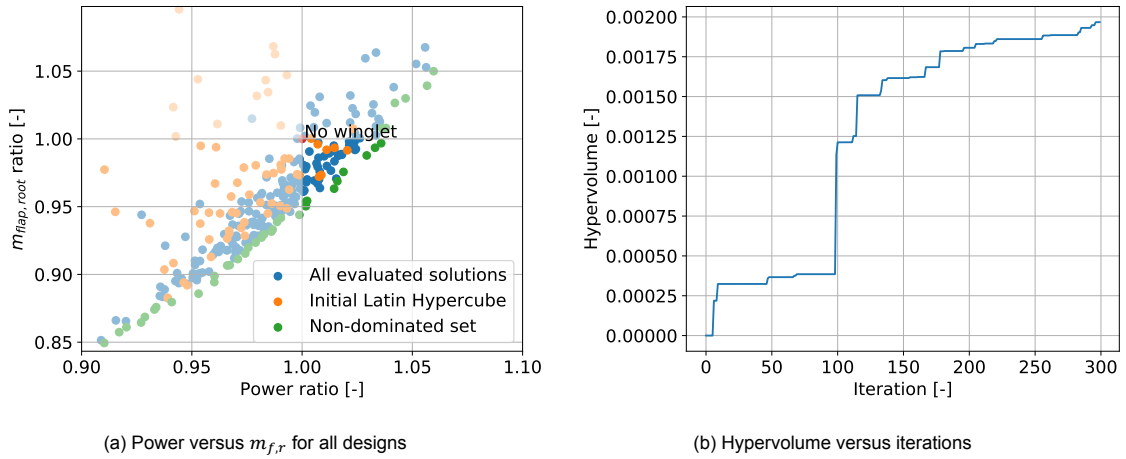 1.05
1.00
0.95
0.90
0.85
m_{flap,root} ratio [-]
No winglet
All evaluated solutions
Initial Latin Hypercube
Non-dominated set
0.90 0.95 1.00 1.05 1.10
Power ratio [-]
(a) Power versus m_{f,r} for all designs
0.00200
0.00175
0.00150
0.00125
0.00100
0.00075
0.00050
0.00025
0.00000
Hypervolume [-]
0 50 100 150 200 250 300
Iteration [-]
(b) Hypervolume versus iterations